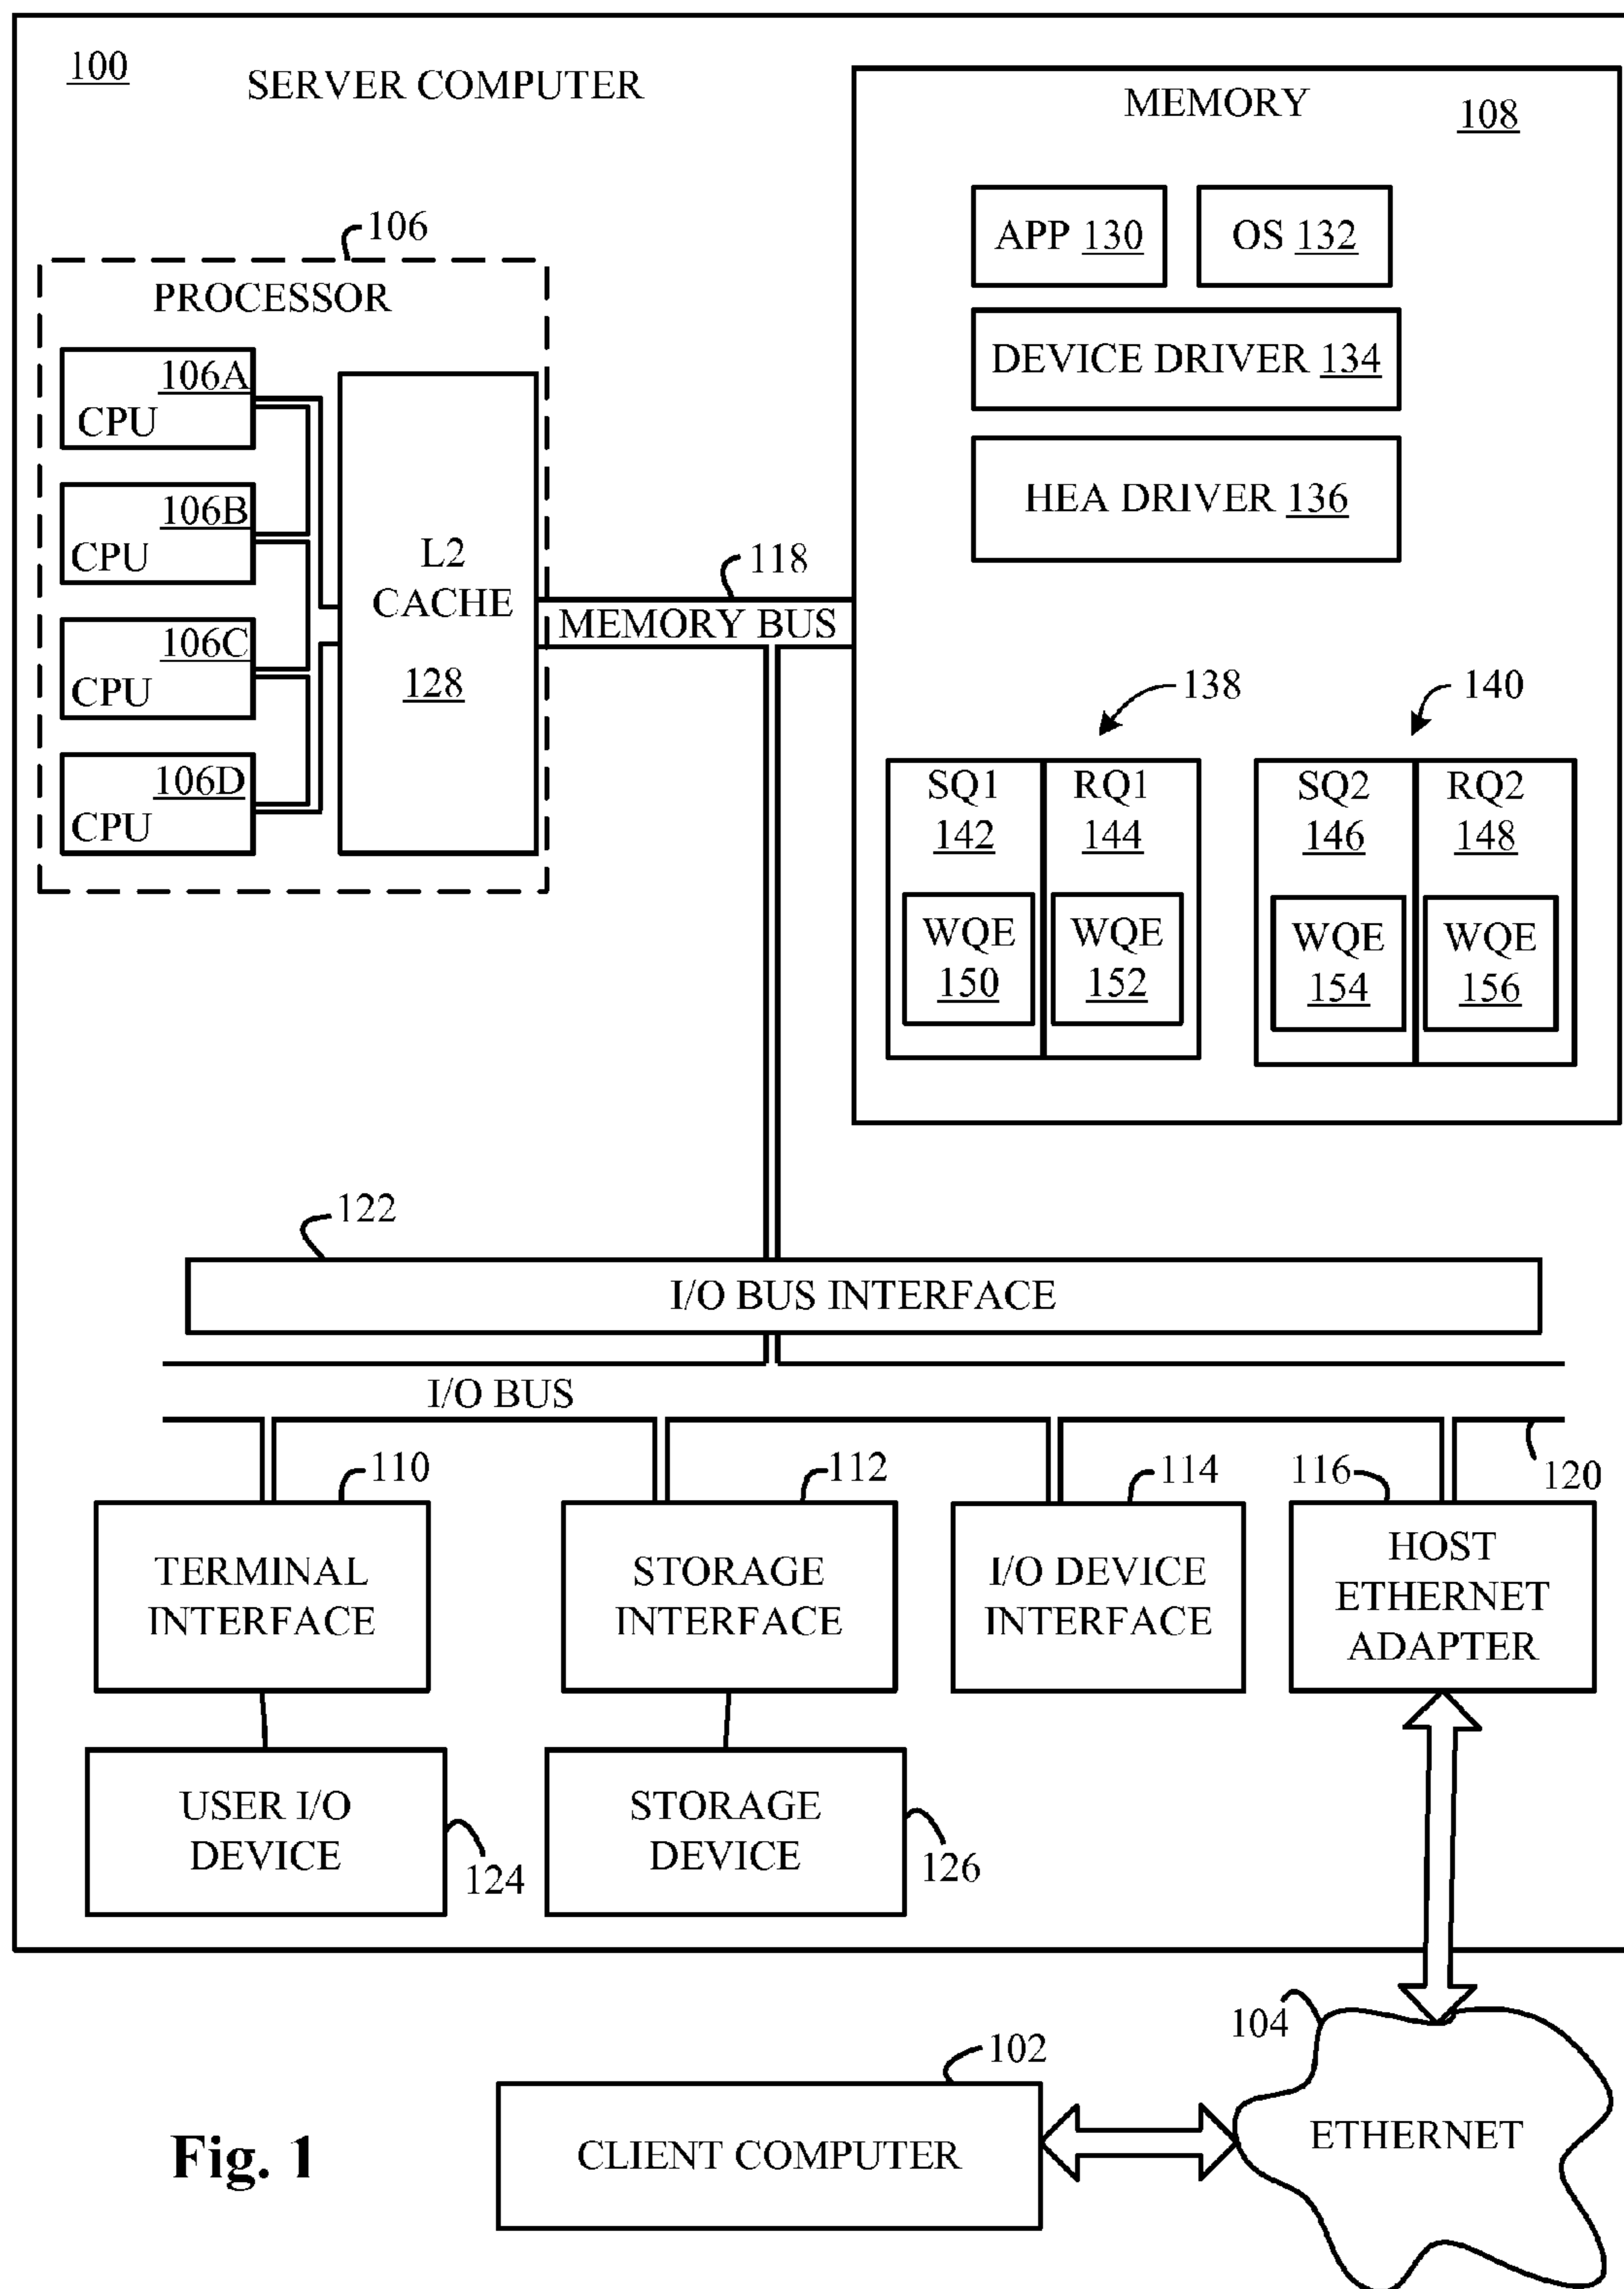 100
SERVER COMPUTER
MEMORY
108
APP 130
OS 132
DEVICE DRIVER 134
HEA DRIVER 136
106
PROCESSOR
106A
CPU
106B
CPU
106C
CPU
106D
CPU
L2
CACHE
128
118
MEMORY BUS
138
140
SQ1
142
RQ1
144
SQ2
146
RQ2
148
WQE
150
WQE
152
WQE
154
WQE
156
122
I/O BUS INTERFACE
I/O BUS
120
110
TERMINAL
INTERFACE
112
STORAGE
INTERFACE
114
I/O DEVICE
INTERFACE
116
HOST
ETHERNET
ADAPTER
USER I/O
DEVICE
124
STORAGE
DEVICE
126
104
ETHERNET
102
CLIENT COMPUTER
Fig. 1